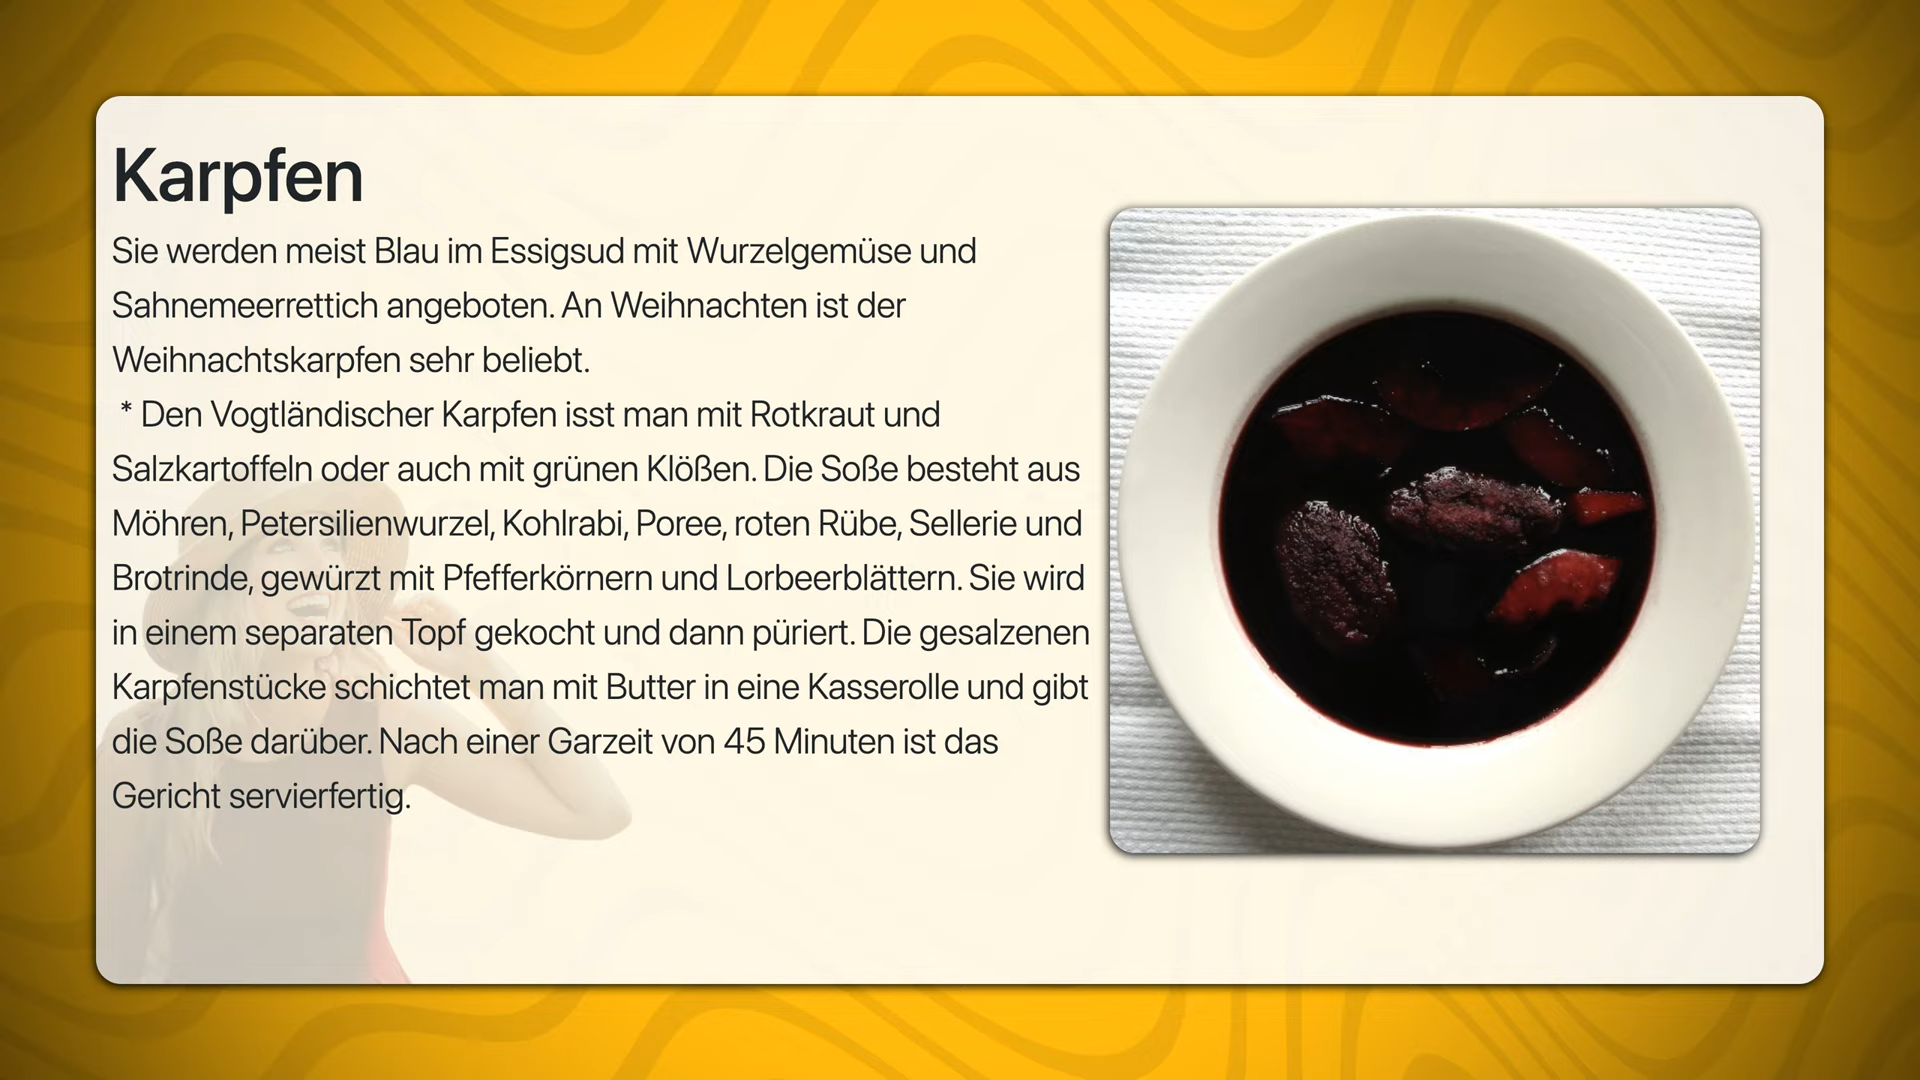 Karpfen
Sie werden meist Blau im Essigsud mit Wurzelgemüse und
Sahnemeerrettich angeboten. An Weihnachten ist der
Weihnachtskarpfen sehr beliebt.
* Den Vogtländischer Karpfen isst man mit Rotkraut und
Salzkartoffeln oder auch mit grünen Klößen. Die Soße besteht aus
Möhren, Petersilienwurzel, Kohlrabi, Poree, roten Rübe, Sellerie und
Brotrinde, gewürzt mit Pfefferkörnern und Lorbeerblättern. Sie wird
in einem separaten Topf gekocht und dann püriert. Die gesalzenen
Karpfenstücke schichtet man mit Butter in eine Kasserolle und gibt
die Soße darüber. Nach einer Garzeit von 45 Minuten ist das
Gericht servierfertig.